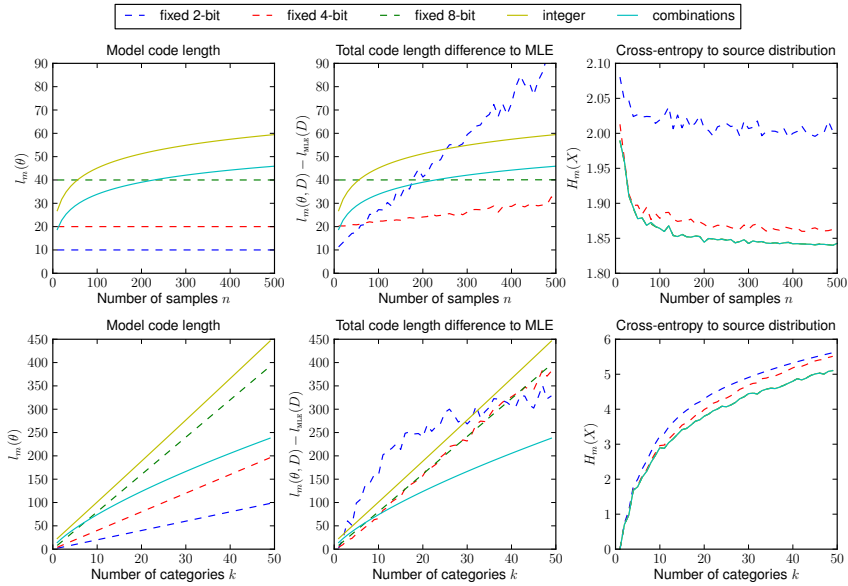 fixed 2-bit fixed 4-bit fixed 8-bit integer combinations
Model code length
90
80
70
60
50
40
30
20
10
0
0 100 200 300 400 500
l_m(θ)
Number of samples n
Total code length difference to MLE
90
80
70
60
50
40
30
20
10
0
0 100 200 300 400 500
l_m(θ, D) − l_MLE(D)
Number of samples n
Cross-entropy to source distribution
2.10
2.05
2.00
1.95
1.90
1.85
1.80
0 100 200 300 400 500
H_m(X)
Number of samples n
Model code length
450
400
350
300
250
200
150
100
50
0
0 10 20 30 40 50
l_m(θ)
Number of categories k
Total code length difference to MLE
450
400
350
300
250
200
150
100
50
0
0 10 20 30 40 50
l_m(θ, D) − l_MLE(D)
Number of categories k
Cross-entropy to source distribution
6
5
4
3
2
1
0
0 10 20 30 40 50
H_m(X)
Number of categories k